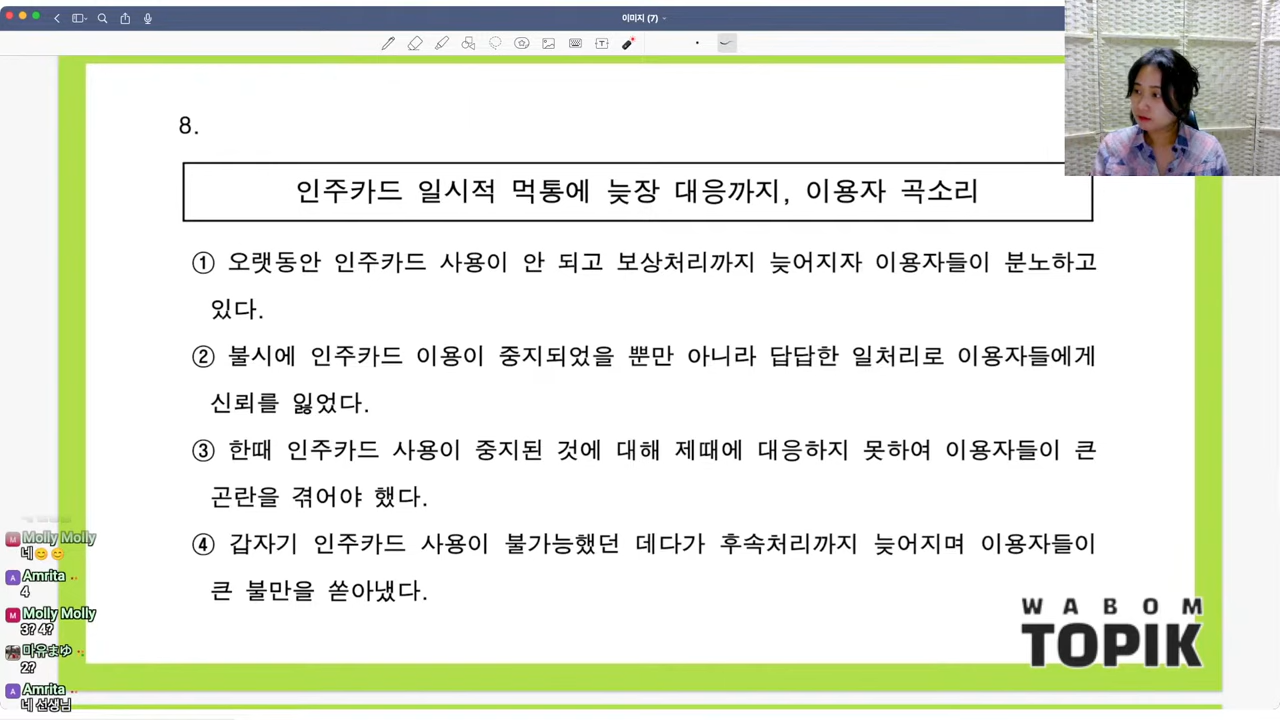 이미지 (7)
8.
인주카드 일시적 먹통에 늦장 대응까지, 이용자 곡소리
① 오랫동안 인주카드 사용이 안 되고 보상처리까지 늦어지자 이용자들이 분노하고
있다.
② 불시에 인주카드 이용이 중지되었을 뿐만 아니라 답답한 일처리로 이용자들에게
신뢰를 잃었다.
③ 한때 인주카드 사용이 중지된 것에 대해 제때에 대응하지 못하여 이용자들이 큰
곤란을 겪어야 했다.
④ 갑자기 인주카드 사용이 불가능했던 데다가 후속처리까지 늦어지며 이용자들이
큰 불만을 쏟아냈다.
WABOM
TOPIK
M Molly Molly
네😊😊
A Amrita
4
M Molly Molly
3? 4?
마유まゆ
2?
A Amrita
네 선생님